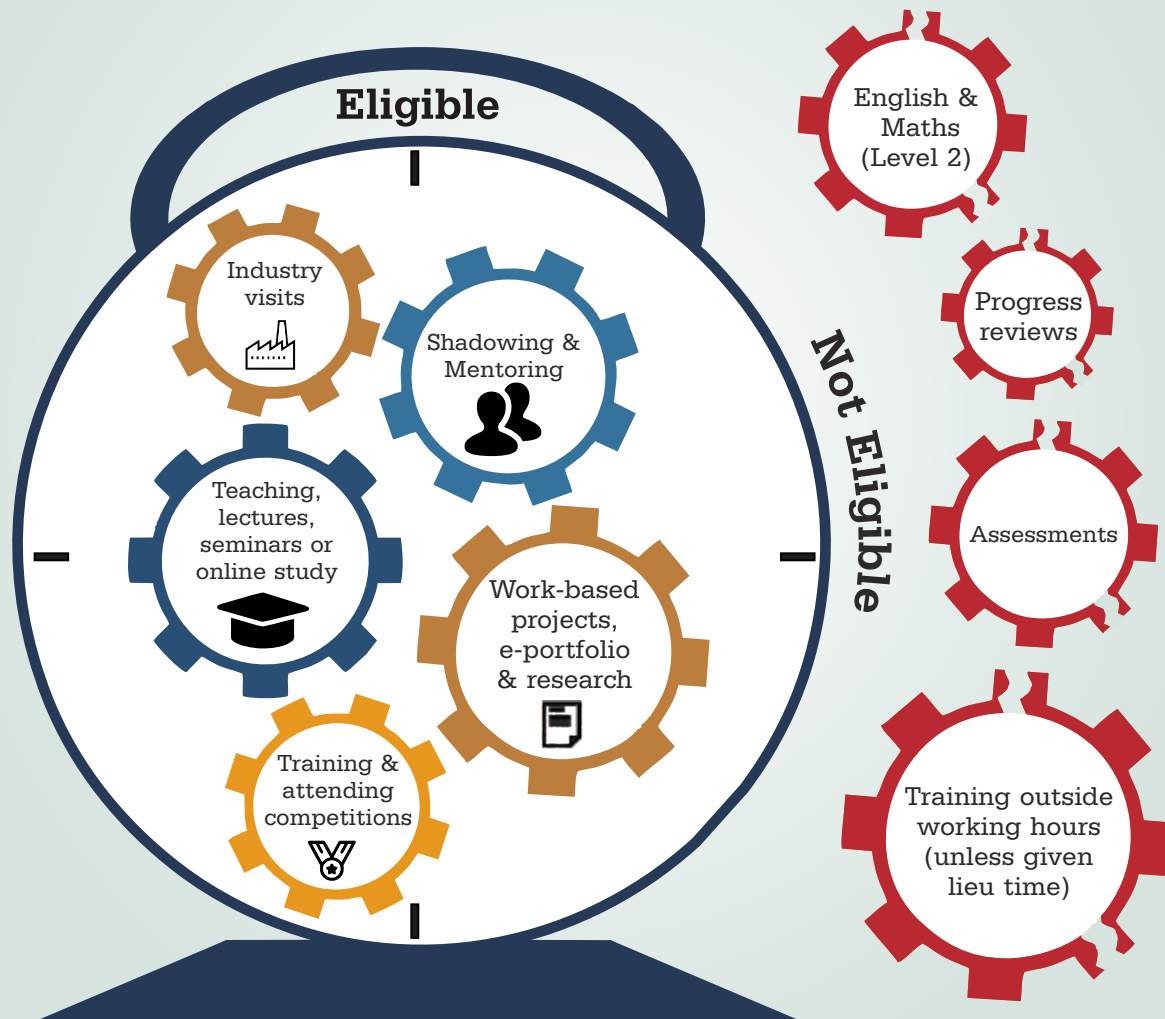 Eligible
Industry
visits
Shadowing &
Mentoring
Teaching,
lectures,
seminars or
online study
Work-based
projects,
e-portfolio
& research
Training &
attending
competitions
Not Eligible
English &
Maths
(Level 2)
Progress
reviews
Assessments
Training outside
working hours
(unless given
lieu time)